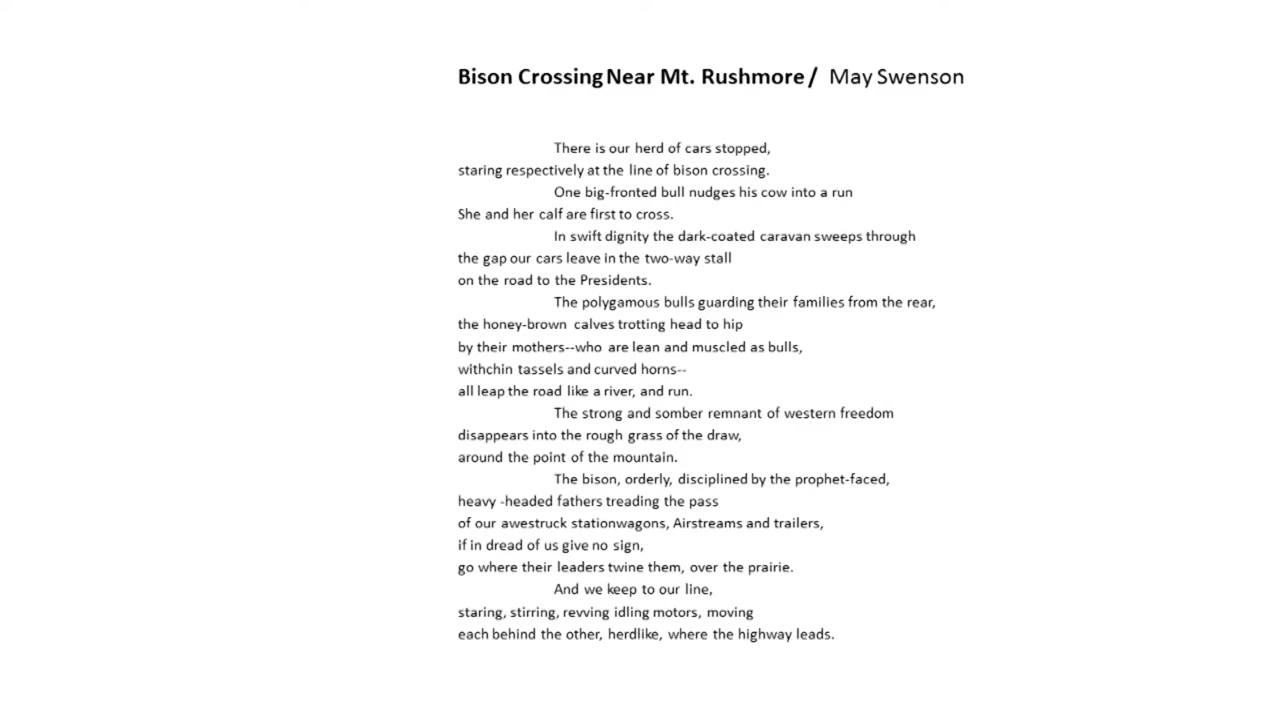 Bison Crossing Near Mt. Rushmore / May Swenson
There is our herd of cars stopped,
staring respectively at the line of bison crossing.
One big-fronted bull nudges his cow into a run
She and her calf are first to cross.
In swift dignity the dark-coated caravan sweeps through
the gap our cars leave in the two-way stall
on the road to the Presidents.
The polygamous bulls guarding their families from the rear,
the honey-brown calves trotting head to hip
by their mothers--who are lean and muscled as bulls,
withchin tassels and curved horns--
all leap the road like a river, and run.
The strong and somber remnant of western freedom
disappears into the rough grass of the draw,
around the point of the mountain.
The bison, orderly, disciplined by the prophet-faced,
heavy -headed fathers treading the pass
of our awestruck stationwagons, Airstreams and trailers,
if in dread of us give no sign,
go where their leaders twine them, over the prairie.
And we keep to our line,
staring, stirring, revving idling motors, moving
each behind the other, herdlike, where the highway leads.